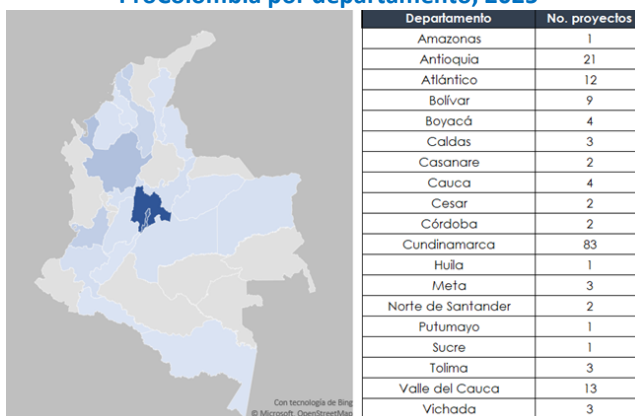 ProColombia por departamento, 2023
Departamento No. proyectos
Amazonas 1
Antioquia 21
Atlántico 12
Bolívar 9
Boyacá 4
Caldas 3
Casanare 2
Cauca 4
Cesar 2
Córdoba 2
Cundinamarca 83
Huila 1
Meta 3
Norte de Santander 2
Putumayo 1
Sucre 1
Tolima 3
Valle del Cauca 13
Vichada 3
Con tecnología de Bing
© Microsoft, OpenStreetMap